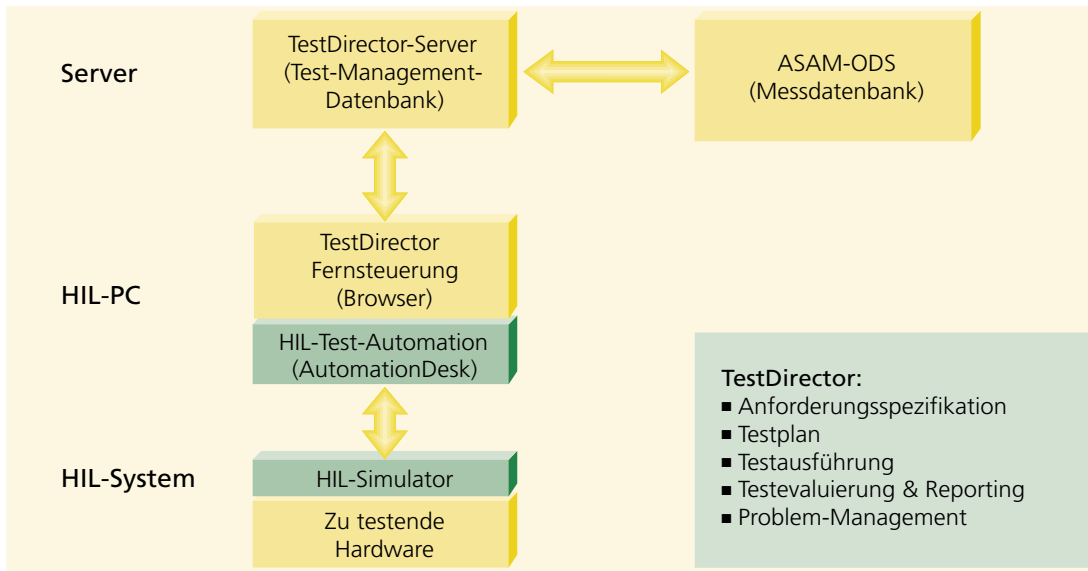 Server
TestDirector-Server
(Test-Management-
Datenbank)
ASAM-ODS
(Messdatenbank)
HIL-PC
TestDirector
Fernsteuerung
(Browser)
HIL-Test-Automation
(AutomationDesk)
HIL-System
HIL-Simulator
Zu testende
Hardware
TestDirector:
■ Anforderungsspezifikation
■ Testplan
■ Testausführung
■ Testevaluierung & Reporting
■ Problem-Management